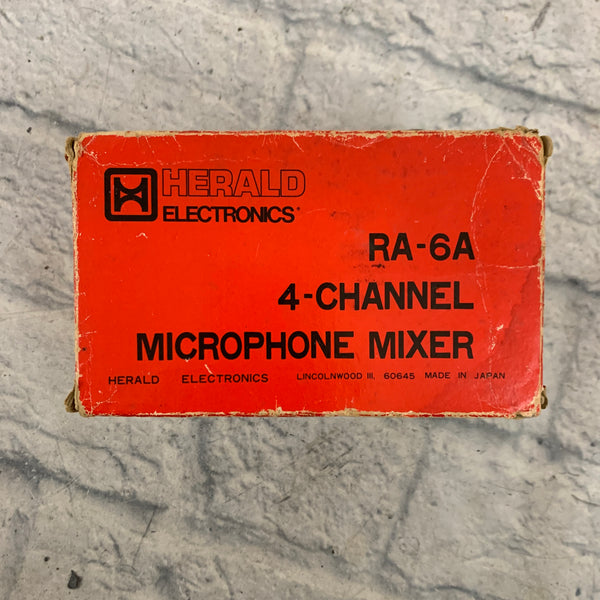 HERALD
ELECTRONICS
RA-6A
4-CHANNEL
MICROPHONE MIXER
HERALD ELECTRONICS LINCOLNWOOD Ill. 60645 MADE IN JAPAN